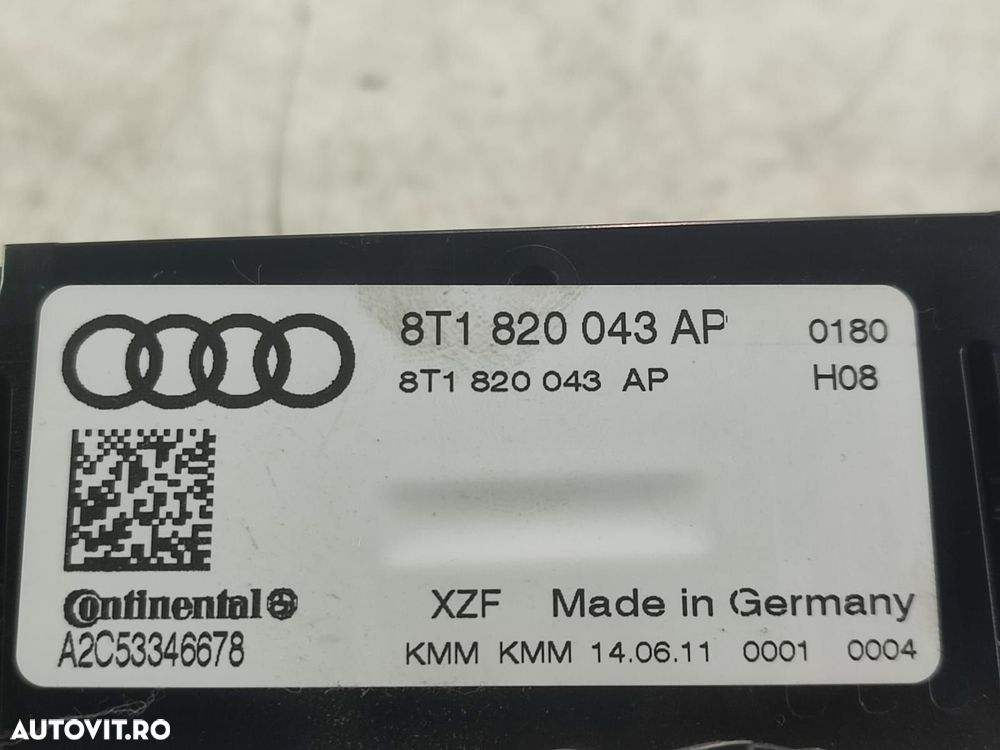 8T1 820 043 AP 0180
8T1 820 043 AP H08
Continental
A2C53346678
XZF Made in Germany
KMM KMM 14.06.11 0001 0004
AUTOVIT.RO